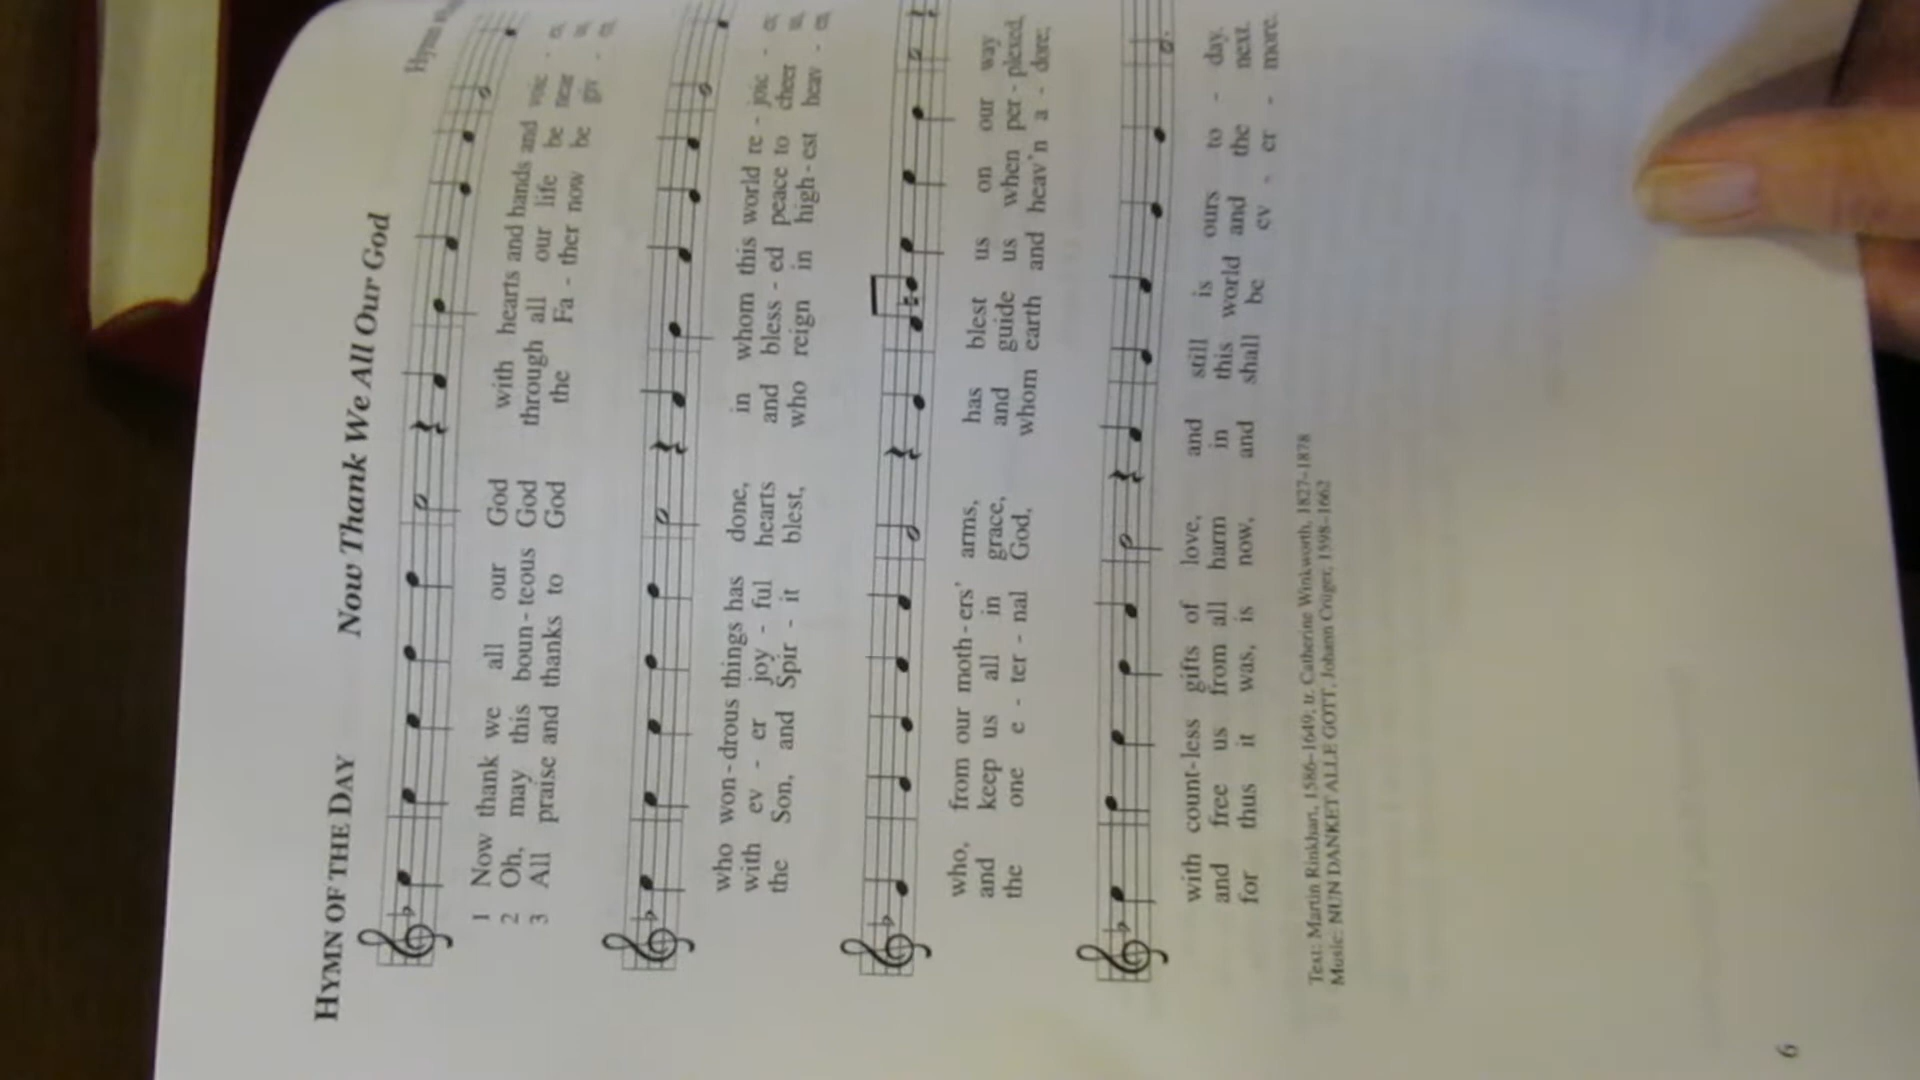 HYMN OF THE DAY Now Thank We All Our God Hymn
1 Now thank we all our God with hearts and hands and voic - es,
2 Oh, may this boun - teous God through all our life be near us,
3 All praise and thanks to God the Fa - ther now be giv - en,
who won - drous things has done, in whom this world re - joic - es,
with ev - er joy - ful hearts and bless - ed peace to cheer us,
the Son, and Spir - it blest, who reign in high - est heav - en,
who, from our moth - ers' arms, has blest us on our way
and keep us all in grace, and guide us when per - plexed,
the one e - ter - nal God, whom earth and heav'n a - dore;
with count - less gifts of love, and still is ours to - day.
and free us from all harm in this world and the next.
for thus it was, is now, and shall be ev - er - more.
Text: Martin Rinkhart, 1586–1649; tr. Catherine Winkworth, 1827–1878
Music: NUN DANKET ALLE GOTT, Johann Crüger, 1598–1662
6